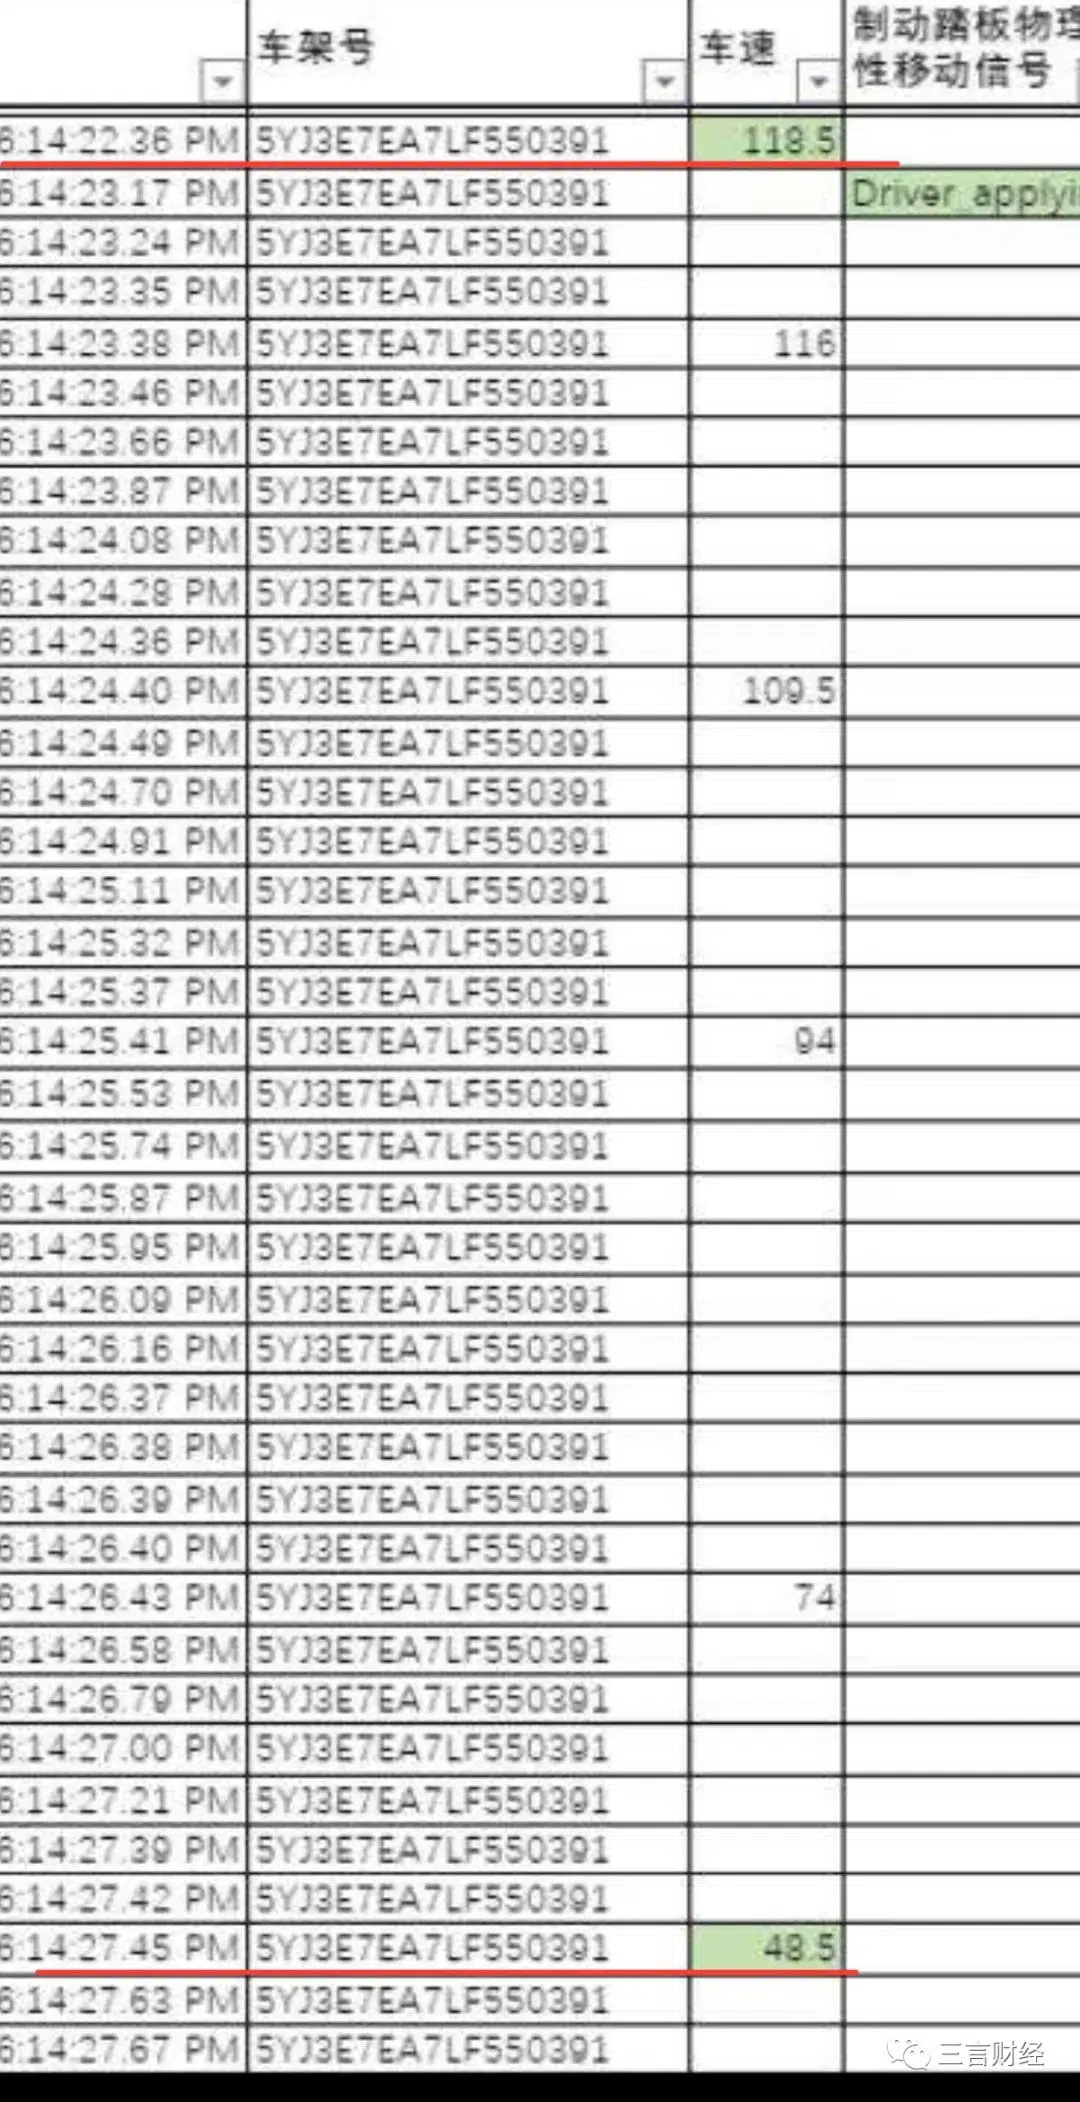 车架号 车速 制动踏板物理
性移动信号
6:14:22.36 PM 5YJ3E7EA7LF550391 118.5
6:14:23.17 PM 5YJ3E7EA7LF550391 Driver_applyi
6:14:23.24 PM 5YJ3E7EA7LF550391
6:14:23.35 PM 5YJ3E7EA7LF550391
6:14:23.38 PM 5YJ3E7EA7LF550391 116
6:14:23.46 PM 5YJ3E7EA7LF550391
6:14:23.66 PM 5YJ3E7EA7LF550391
6:14:23.87 PM 5YJ3E7EA7LF550391
6:14:24.08 PM 5YJ3E7EA7LF550391
6:14:24.28 PM 5YJ3E7EA7LF550391
6:14:24.36 PM 5YJ3E7EA7LF550391
6:14:24.40 PM 5YJ3E7EA7LF550391 109.5
6:14:24.49 PM 5YJ3E7EA7LF550391
6:14:24.70 PM 5YJ3E7EA7LF550391
6:14:24.91 PM 5YJ3E7EA7LF550391
6:14:25.11 PM 5YJ3E7EA7LF550391
6:14:25.32 PM 5YJ3E7EA7LF550391
6:14:25.37 PM 5YJ3E7EA7LF550391
6:14:25.41 PM 5YJ3E7EA7LF550391 94
6:14:25.53 PM 5YJ3E7EA7LF550391
6:14:25.74 PM 5YJ3E7EA7LF550391
6:14:25.87 PM 5YJ3E7EA7LF550391
6:14:25.95 PM 5YJ3E7EA7LF550391
6:14:26.09 PM 5YJ3E7EA7LF550391
6:14:26.16 PM 5YJ3E7EA7LF550391
6:14:26.37 PM 5YJ3E7EA7LF550391
6:14:26.38 PM 5YJ3E7EA7LF550391
6:14:26.39 PM 5YJ3E7EA7LF550391
6:14:26.40 PM 5YJ3E7EA7LF550391
6:14:26.43 PM 5YJ3E7EA7LF550391 74
6:14:26.58 PM 5YJ3E7EA7LF550391
6:14:26.79 PM 5YJ3E7EA7LF550391
6:14:27.00 PM 5YJ3E7EA7LF550391
6:14:27.21 PM 5YJ3E7EA7LF550391
6:14:27.39 PM 5YJ3E7EA7LF550391
6:14:27.42 PM 5YJ3E7EA7LF550391
6:14:27.45 PM 5YJ3E7EA7LF550391 48.5
6:14:27.63 PM 5YJ3E7EA7LF550391
6:14:27.67 PM 5YJ3E7EA7LF550391
三言财经